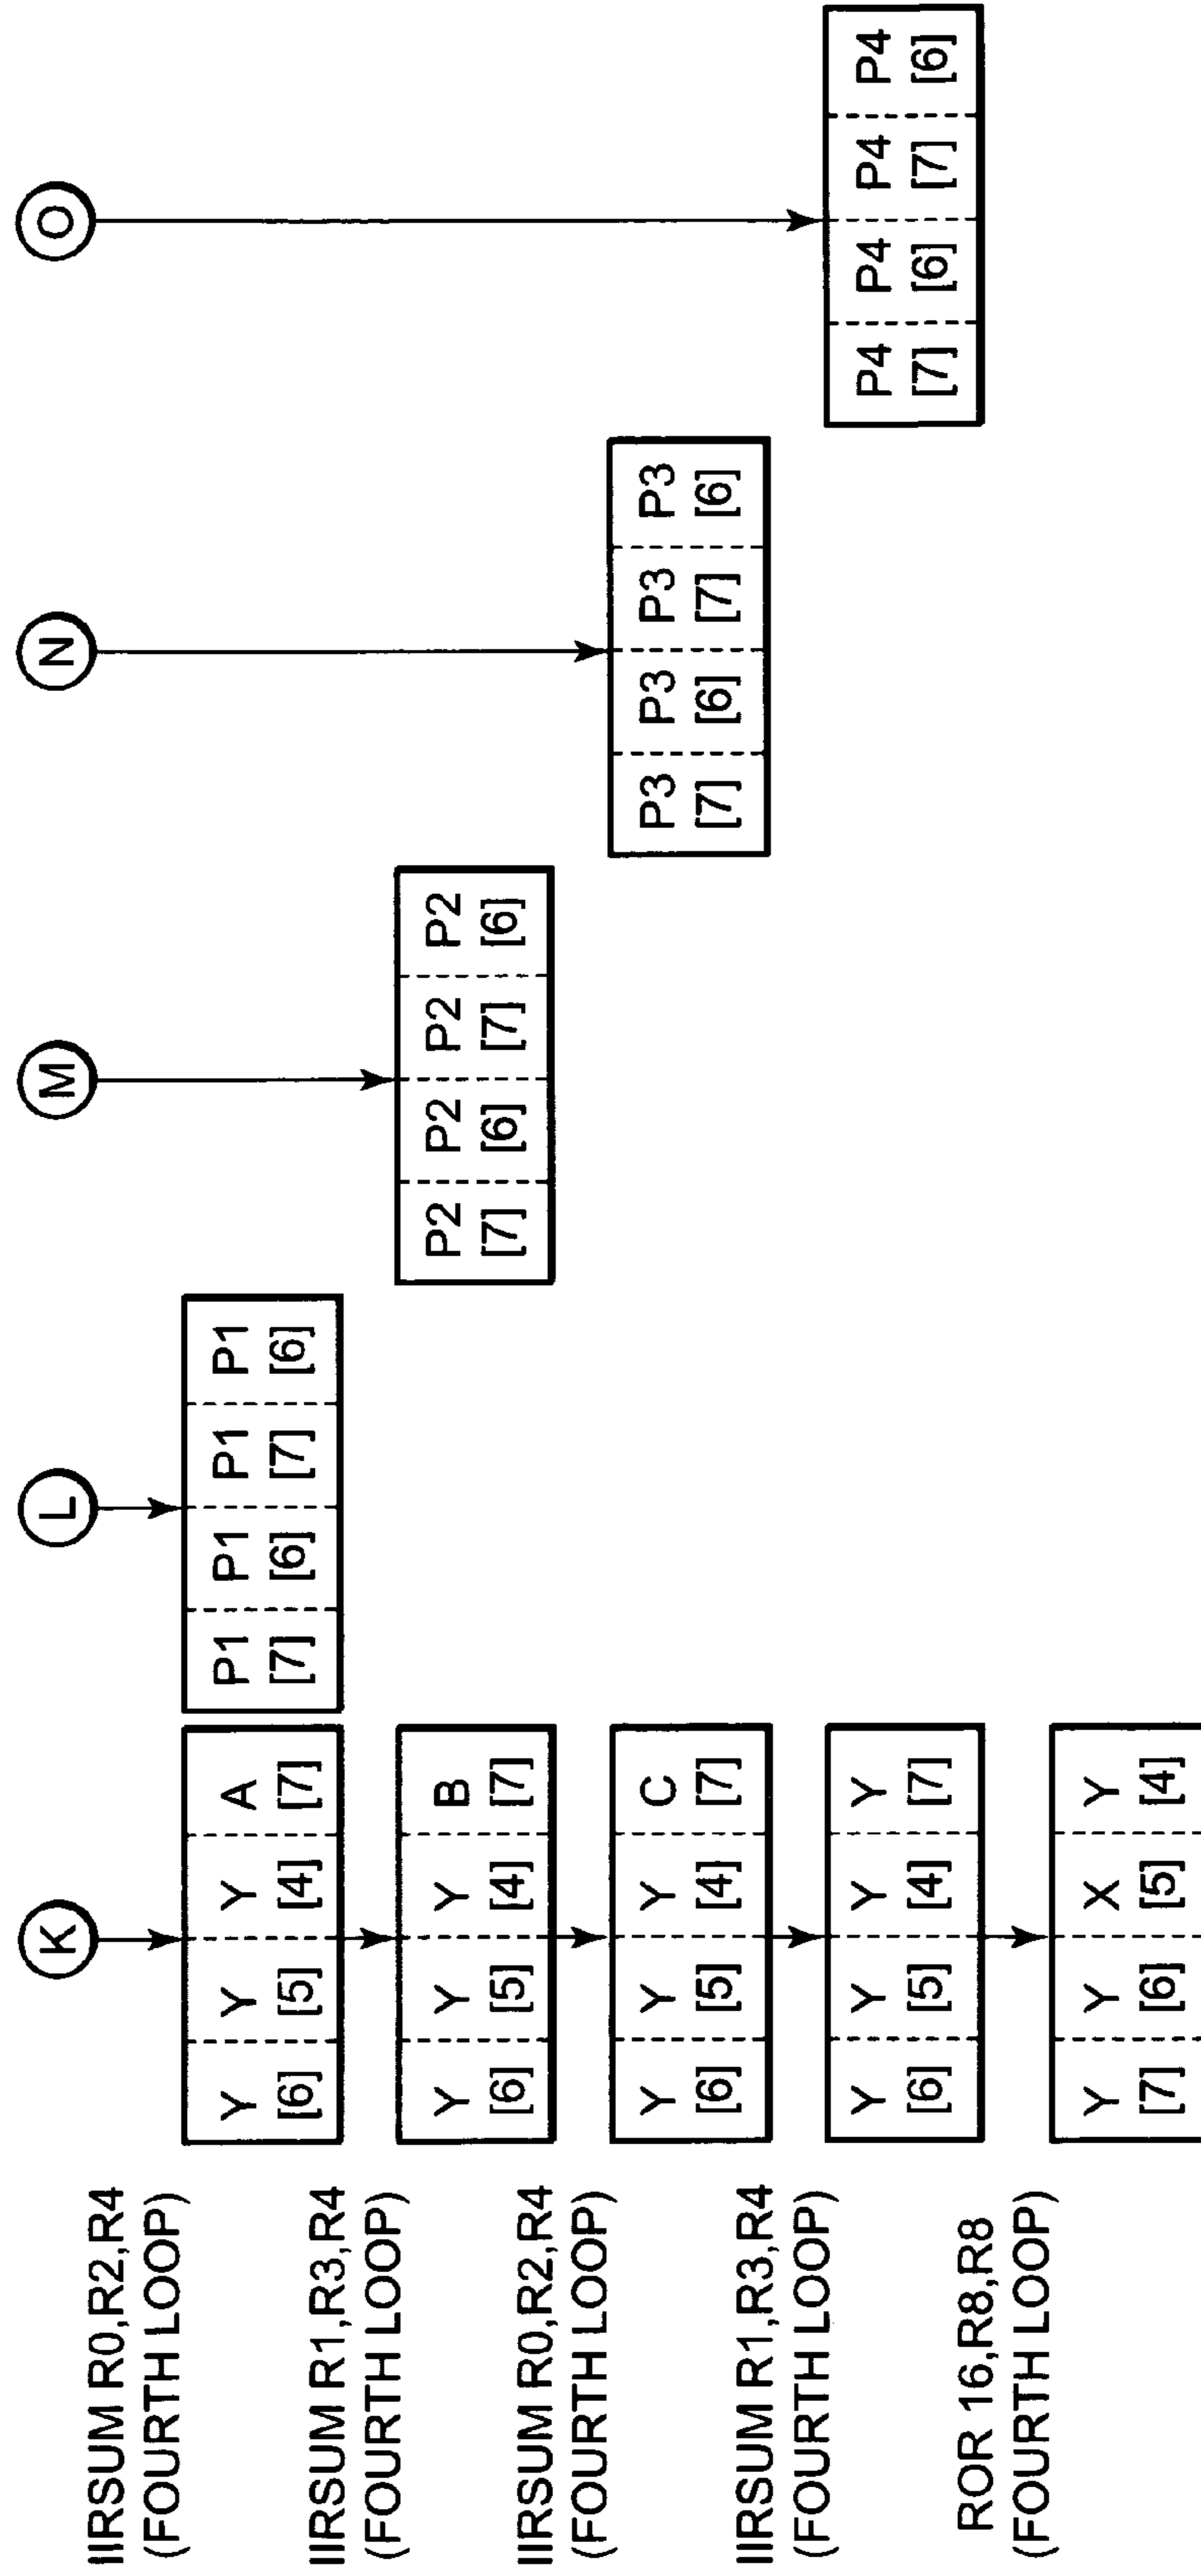 K L M N O
IIRSUM R0,R2,R4
(FOURTH LOOP)
Y Y Y A P1 P1 P1 P1
[6] [5] [4] [7] [7] [6] [7] [6]
IIRSUM R1,R3,R4
(FOURTH LOOP)
Y Y Y B P2 P2 P2 P2
[6] [5] [4] [7] [7] [6] [7] [6]
IIRSUM R0,R2,R4
(FOURTH LOOP)
Y Y Y C P3 P3 P3 P3
[6] [5] [4] [7] [7] [6] [7] [6]
IIRSUM R1,R3,R4
(FOURTH LOOP)
Y Y Y Y P4 P4 P4 P4
[6] [5] [4] [7] [7] [6] [7] [6]
ROR 16,R8,R8
(FOURTH LOOP)
Y Y X Y
[7] [6] [5] [4]